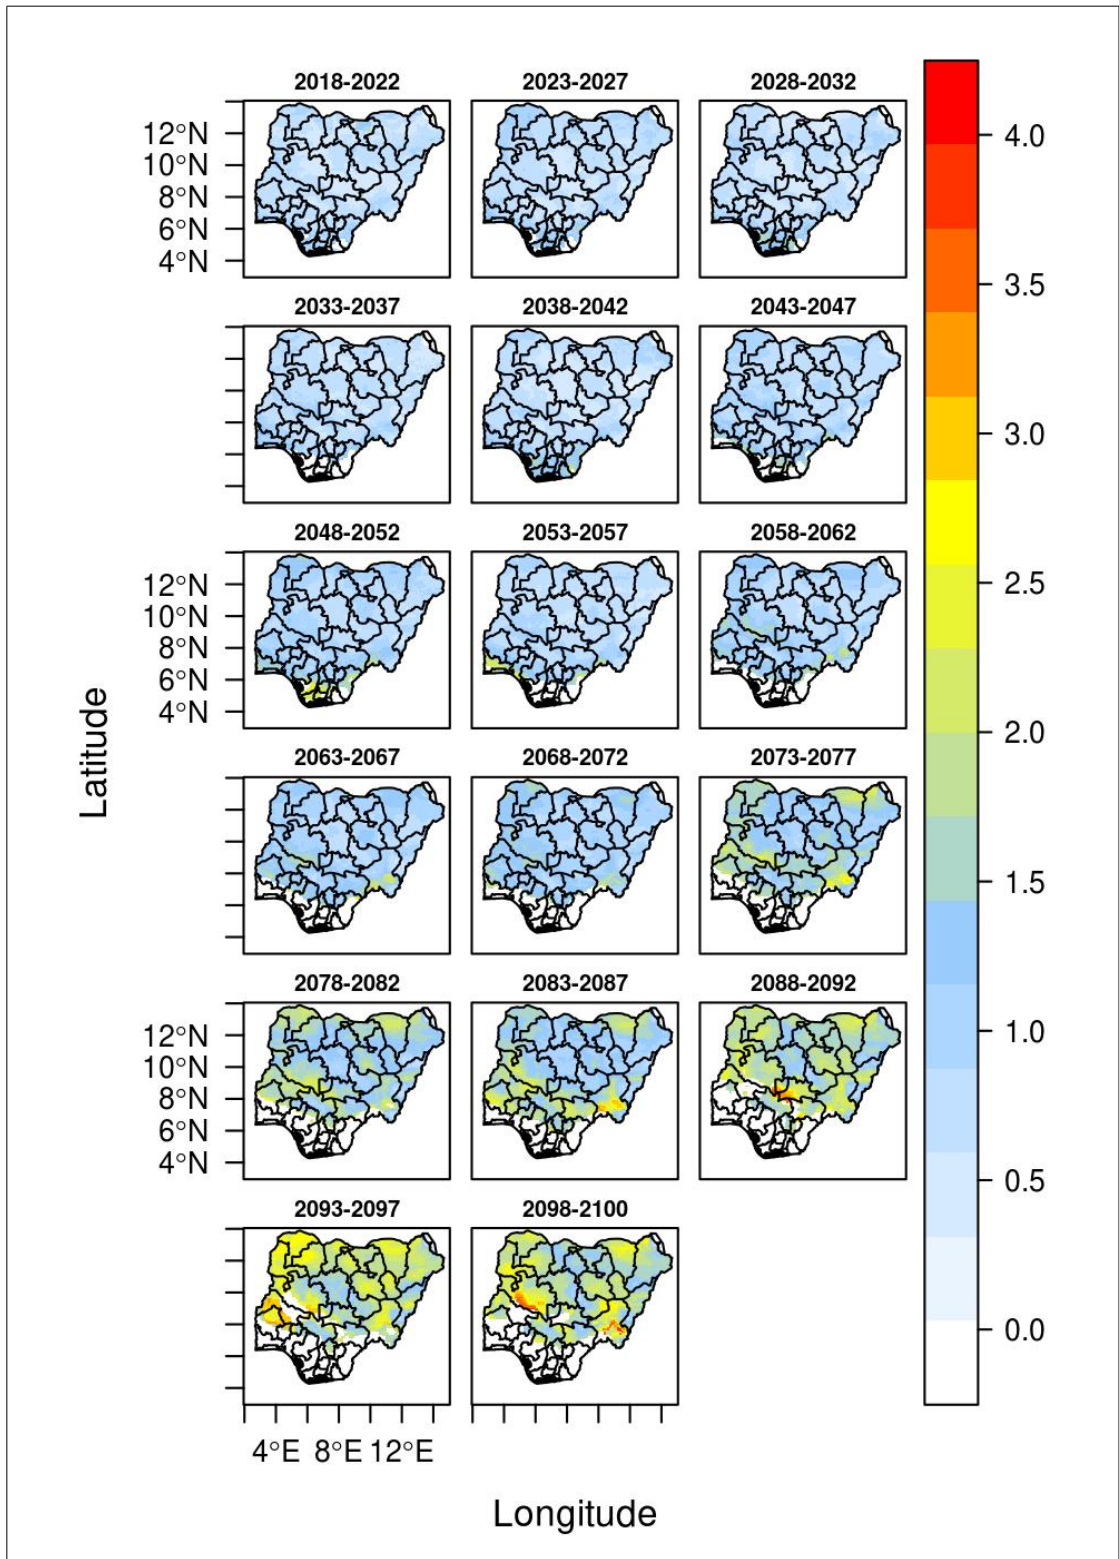 2018-2022 2023-2027 2028-2032
12°N
10°N
8°N
6°N
4°N
2033-2037 2038-2042 2043-2047
2048-2052 2053-2057 2058-2062
12°N
10°N
8°N
6°N
4°N
2063-2067 2068-2072 2073-2077
2078-2082 2083-2087 2088-2092
12°N
10°N
8°N
6°N
4°N
2093-2097 2098-2100
4°E 8°E 12°E
Longitude
Latitude
4.0
3.5
3.0
2.5
2.0
1.5
1.0
0.5
0.0